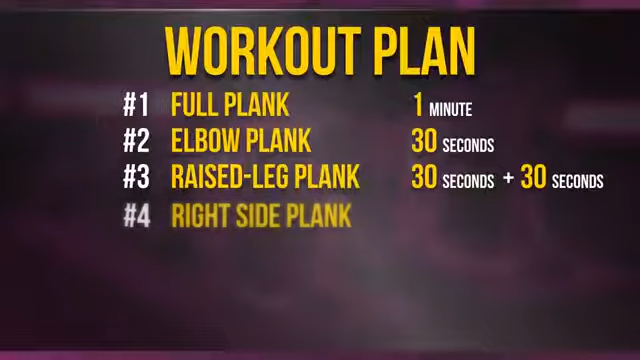 WORKOUT PLAN
#1 FULL PLANK 1 MINUTE
#2 ELBOW PLANK 30 SECONDS
#3 RAISED-LEG PLANK 30 SECONDS + 30 SECONDS
#4 RIGHT SIDE PLANK